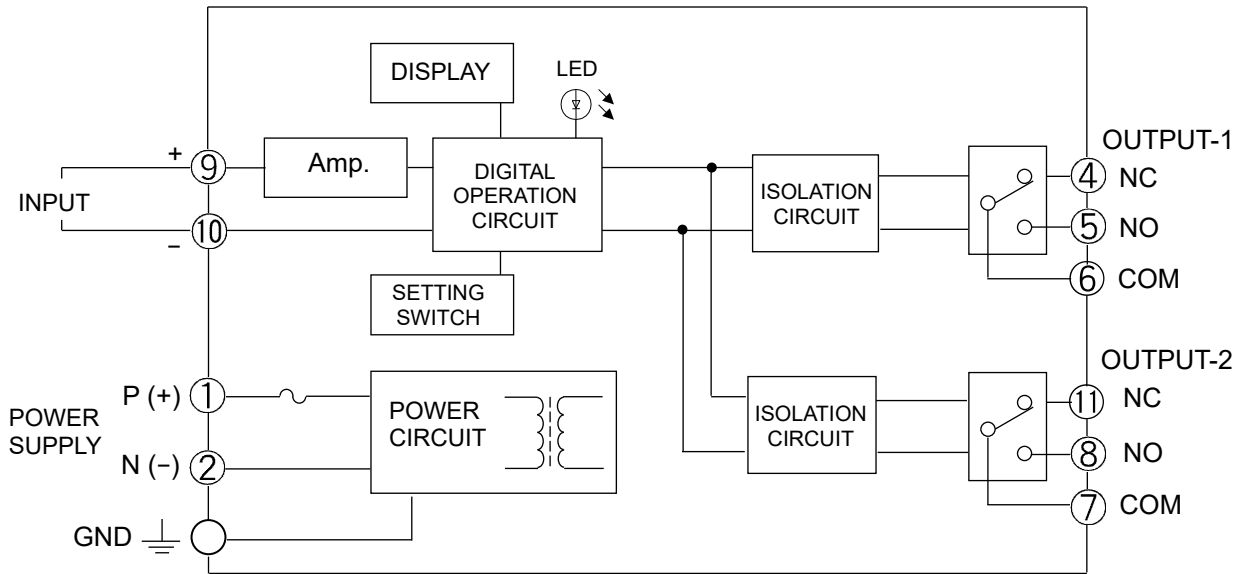 DISPLAY
LED
OUTPUT-1
+
9
Amp.
DIGITAL
OPERATION
CIRCUIT
ISOLATION
CIRCUIT
4
NC
INPUT
10
−
5
NO
6
COM
SETTING
SWITCH
OUTPUT-2
P (+)
1
POWER
SUPPLY
POWER
CIRCUIT
ISOLATION
CIRCUIT
11
NC
N (−)
2
8
NO
7
COM
GND